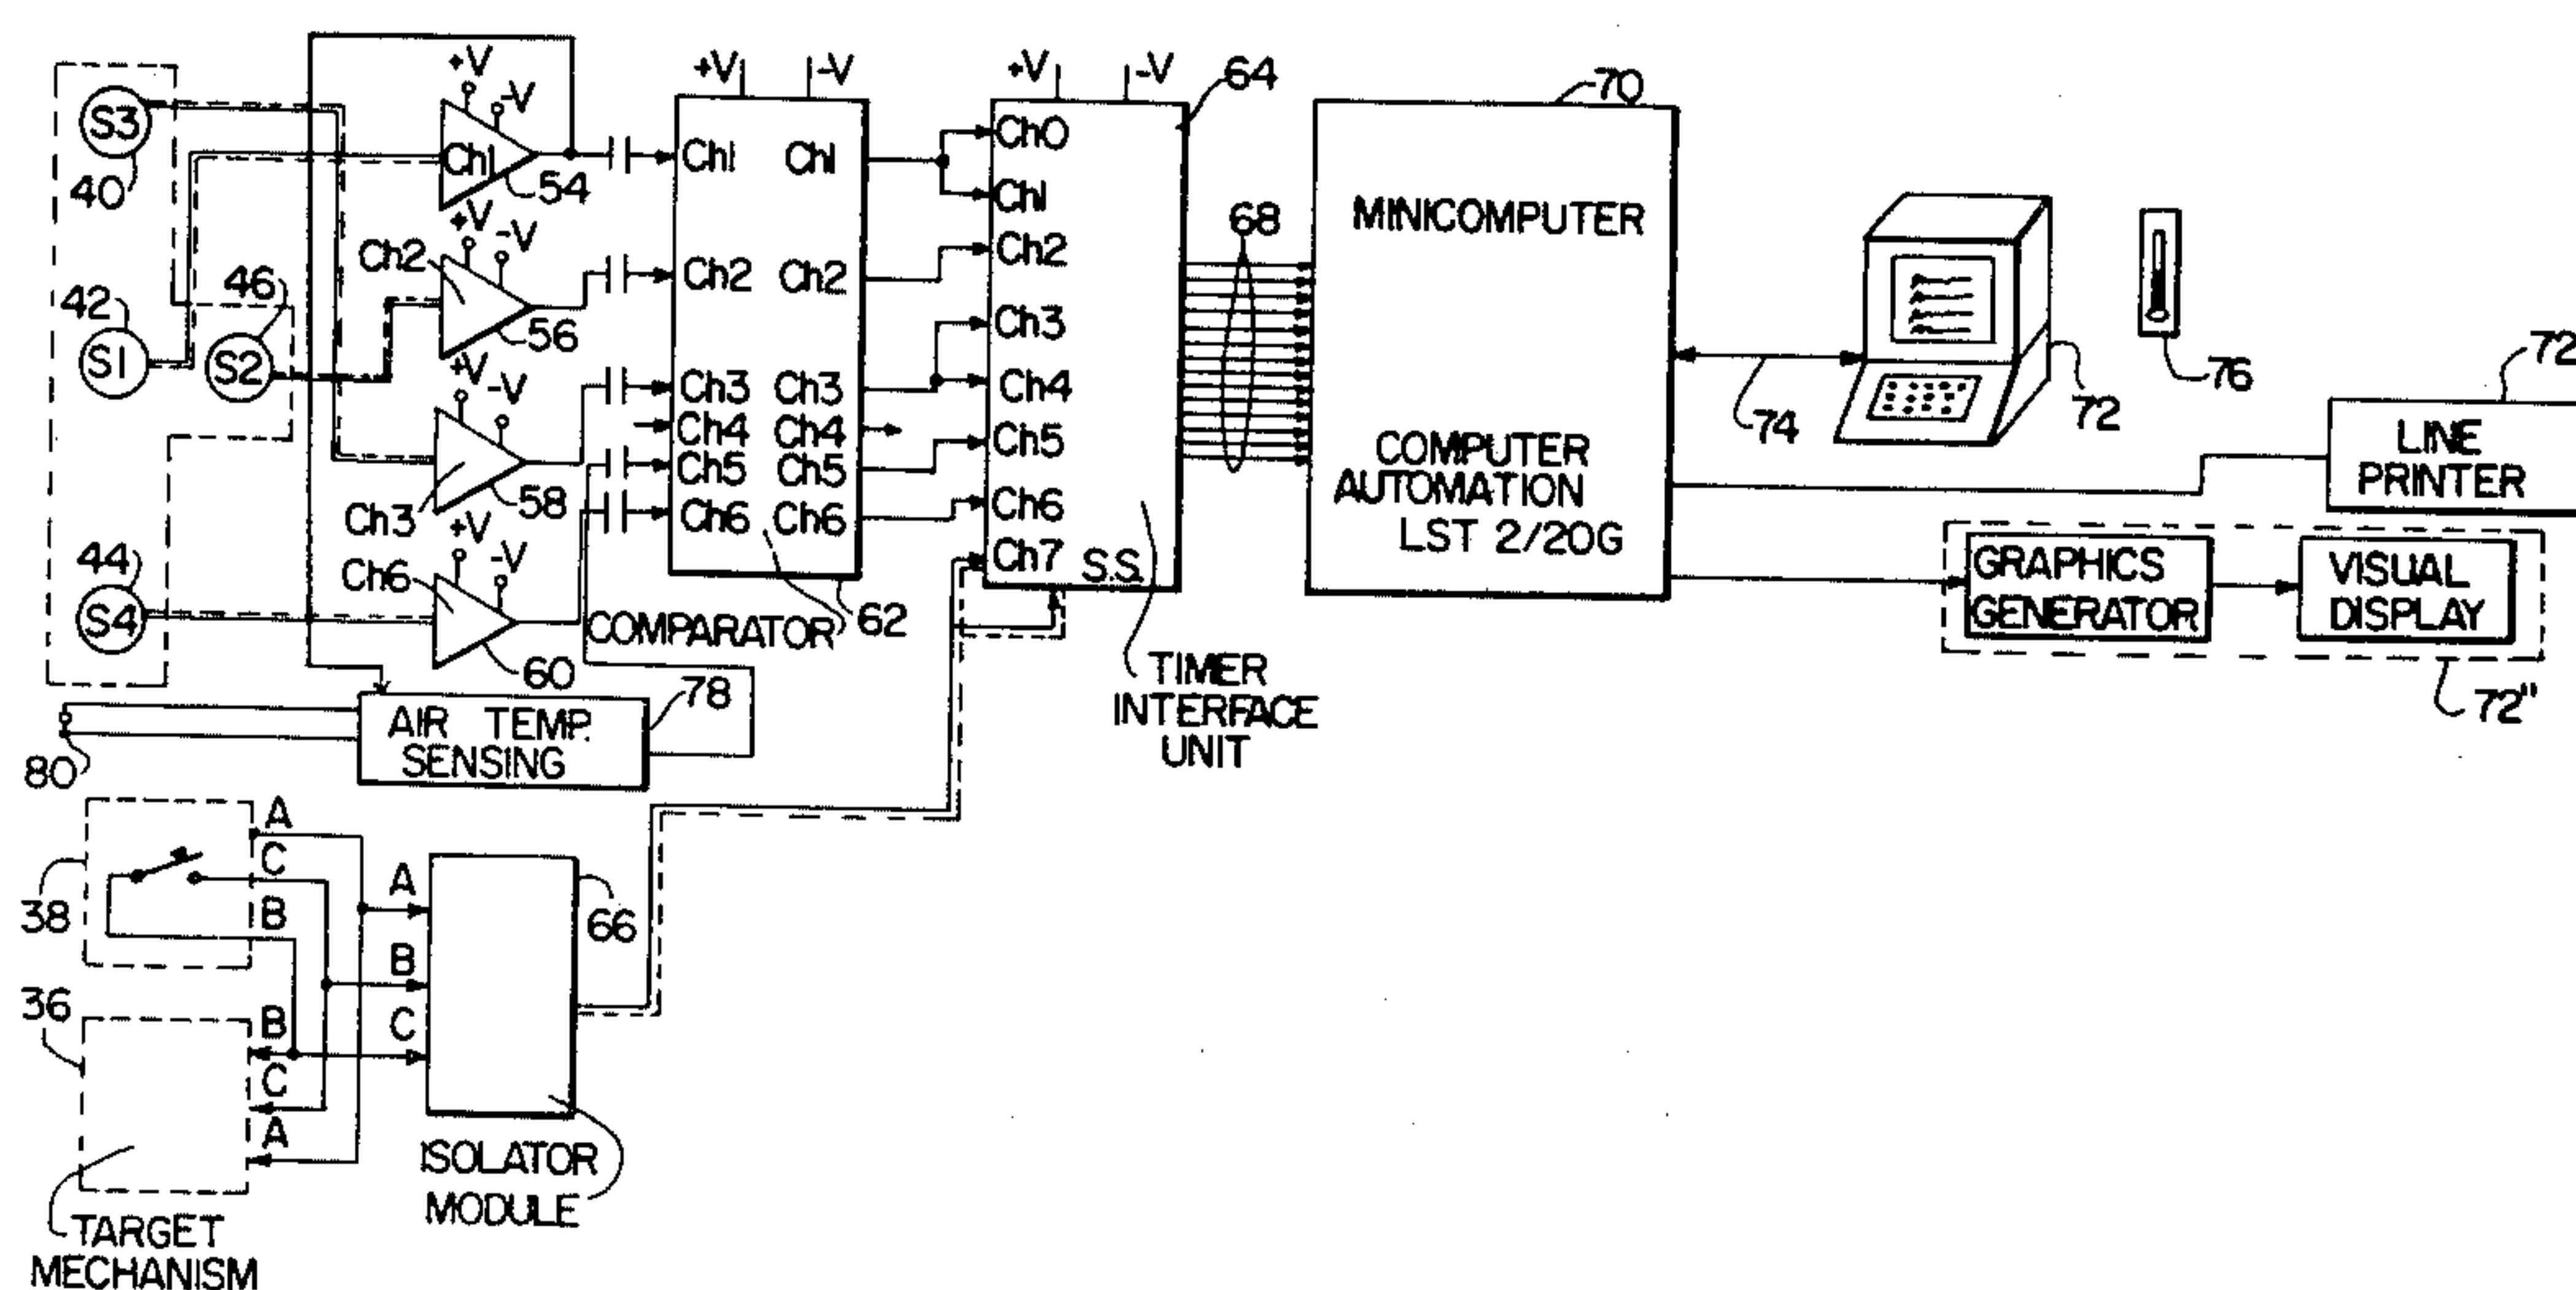 S3
40
42
S1
46
S2
44
S4
+V
-V
Ch1
54
+V
-V
Ch2
56
+V
-V
Ch3
58
+V
-V
Ch6
60
+V
-V
Ch1 Ch1
Ch2 Ch2
Ch3 Ch3
Ch4 Ch4
Ch5 Ch5
Ch6 Ch6
COMPARATOR 62
+V
-V
64
Ch0
Ch1
Ch2
Ch3
Ch4
Ch5
Ch6
Ch7 S.S.
TIMER
INTERFACE
UNIT
68
70
MINICOMPUTER
COMPUTER
AUTOMATION
LST 2/20G
74
72
76
72
LINE
PRINTER
GRAPHICS
GENERATOR
VISUAL
DISPLAY
72"
78
AIR TEMP.
SENSING
80
38
A
C
B
36
B
C
A
TARGET
MECHANISM
A
B
C
66
ISOLATOR
MODULE